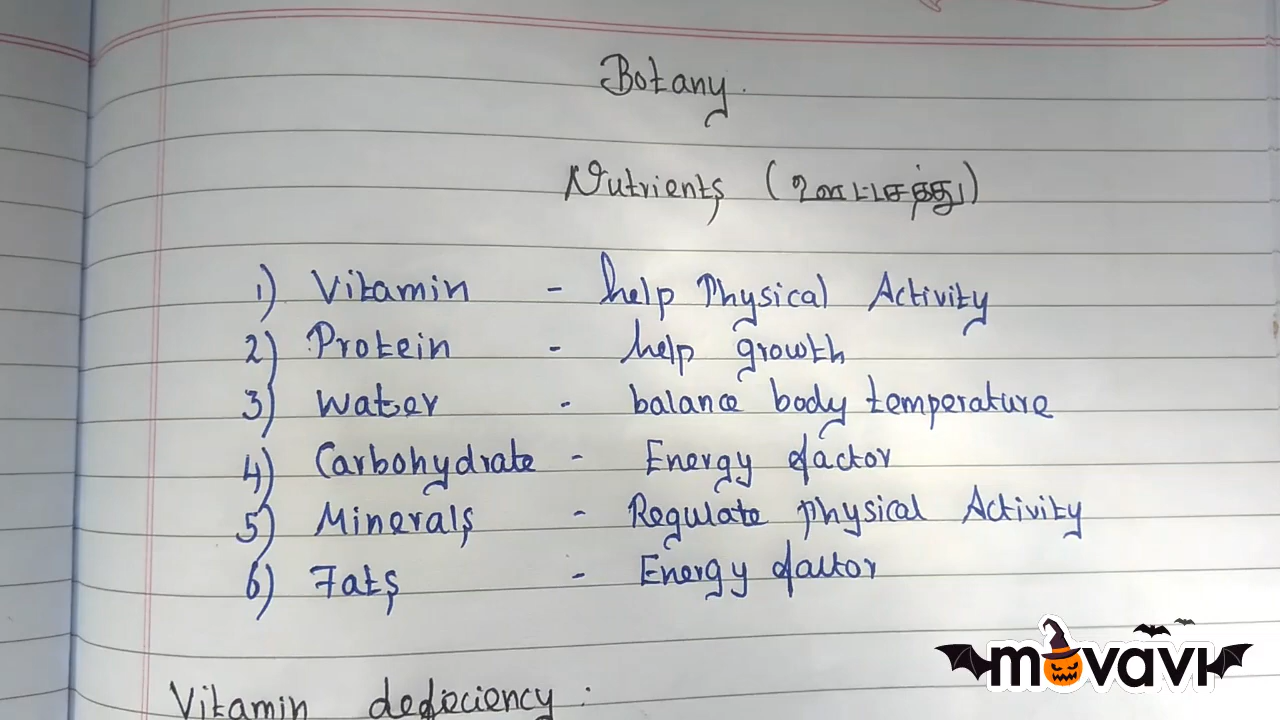 Botany.
Nutrients (ஊட்டசத்து)
1) Vitamin - help Physical Activity
2) Protein - help growth
3) Water - balance body temperature
4) Carbohydrate - Energy factor
5) Minerals - Regulate physical Activity
6) Fats - Energy factor
Vitamin defeciency :
movavi